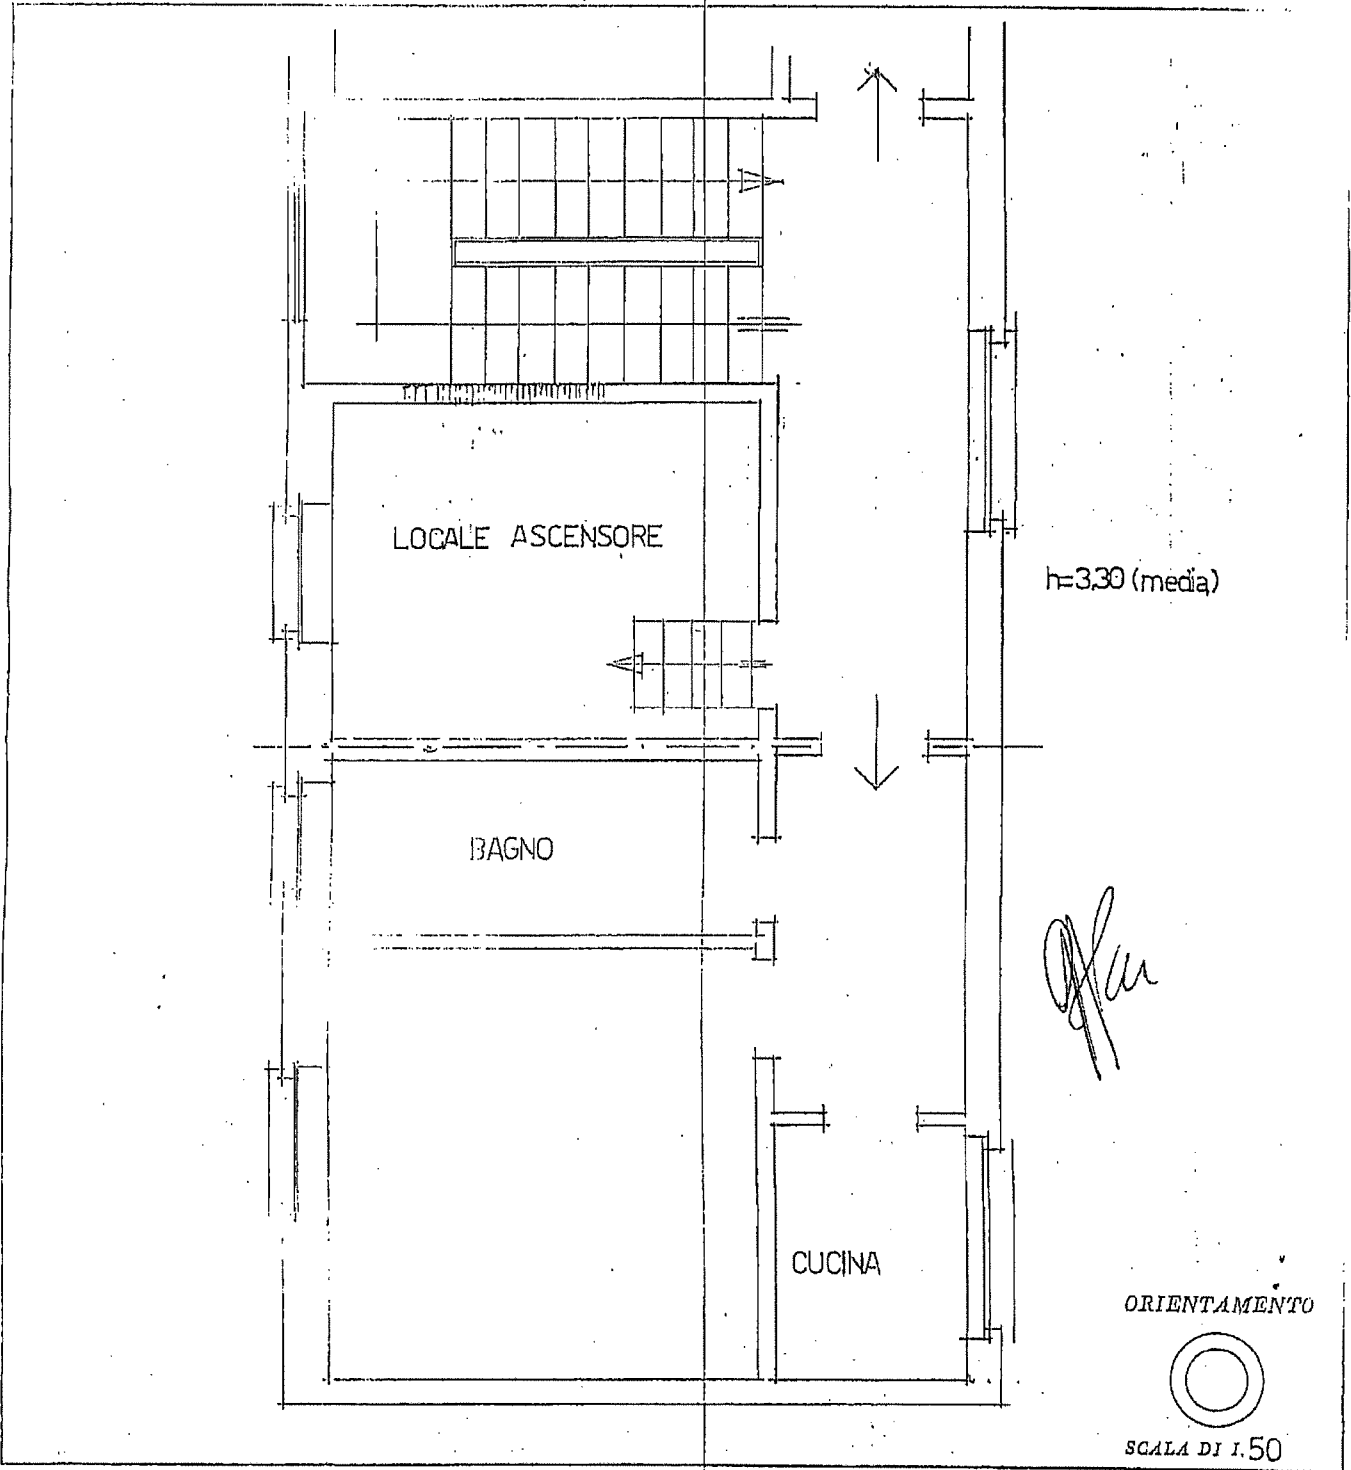 LOCALE ASCENSORE
h=3,30 (media)
BAGNO
CUCINA
ORIENTAMENTO
SCALA DI 1.50